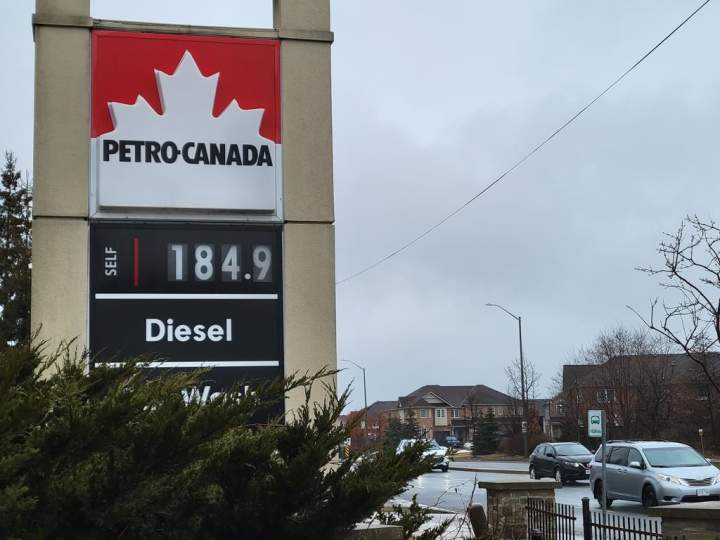 PETRO-CANADA
SELF 184.9
Diesel